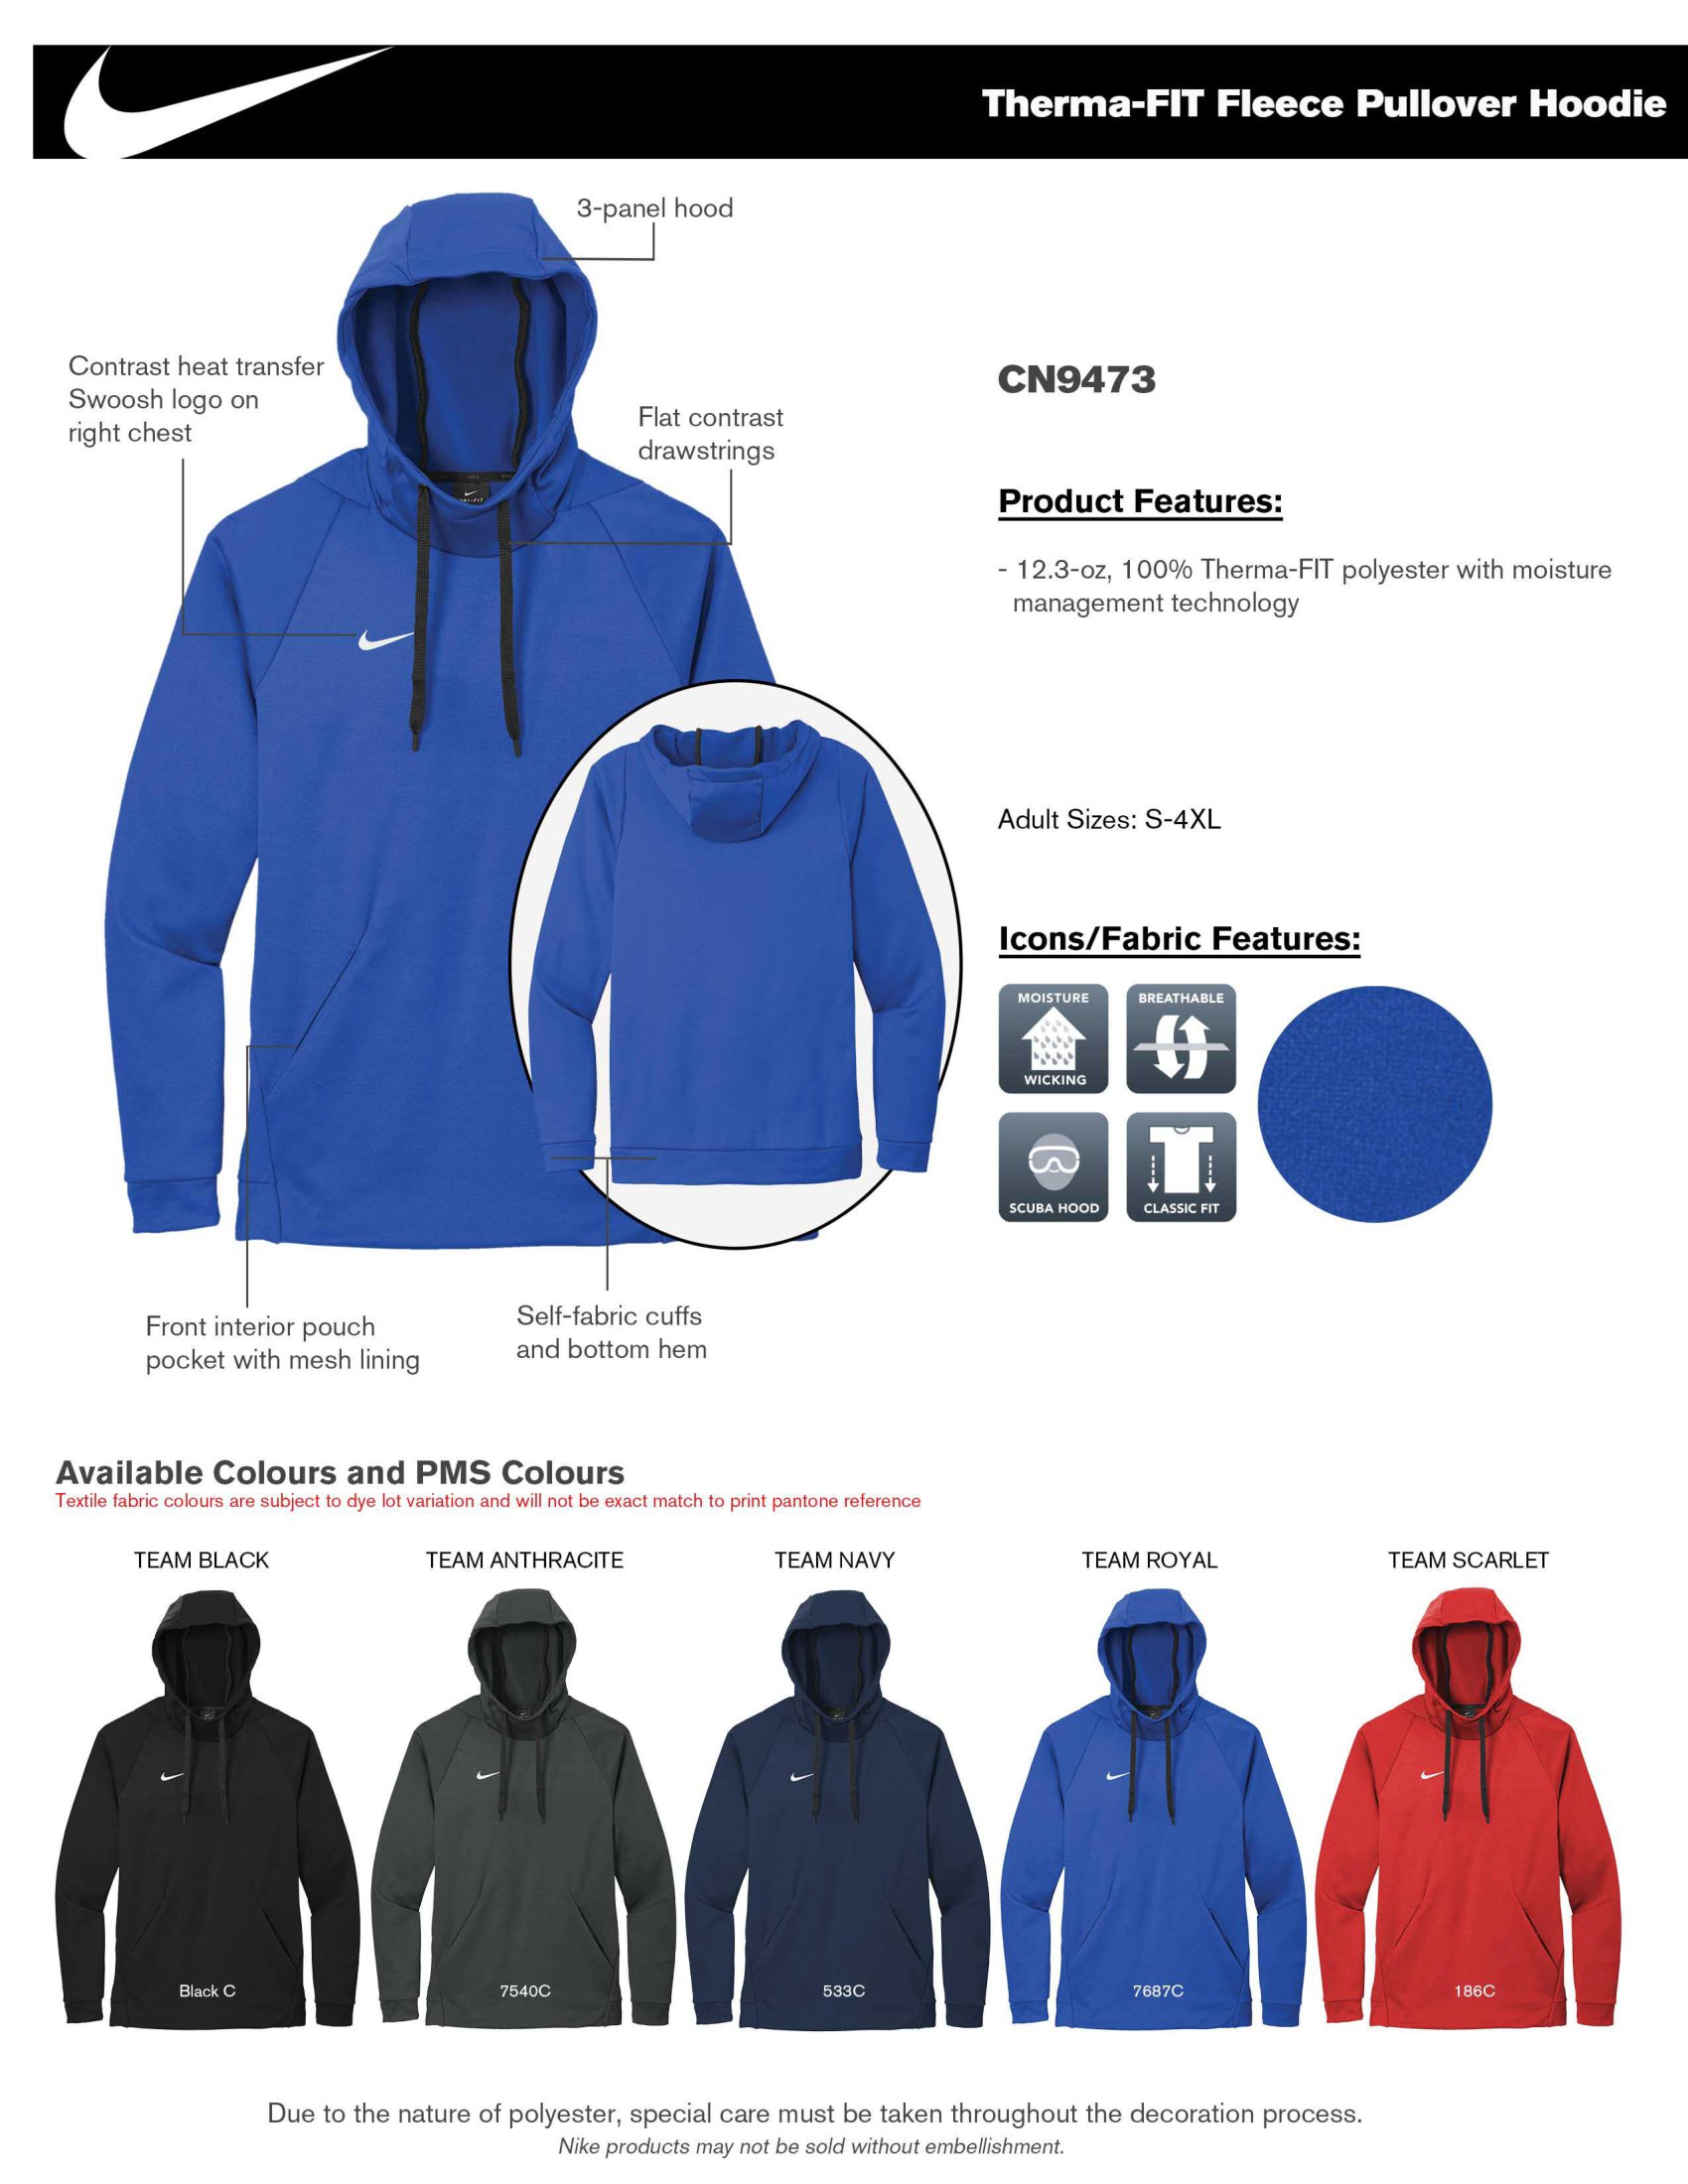 Therma-FIT Fleece Pullover Hoodie
3-panel hood
Contrast heat transfer
Swoosh logo on
right chest
Flat contrast
drawstrings
CN9473
Product Features:
- 12.3-oz, 100% Therma-FIT polyester with moisture
management technology
Adult Sizes: S-4XL
Icons/Fabric Features:
MOISTURE
WICKING
BREATHABLE
SCUBA HOOD
CLASSIC FIT
Front interior pouch
pocket with mesh lining
Self-fabric cuffs
and bottom hem
Available Colours and PMS Colours
Textile fabric colours are subject to dye lot variation and will not be exact match to print pantone reference
TEAM BLACK
TEAM ANTHRACITE
TEAM NAVY
TEAM ROYAL
TEAM SCARLET
Black C
7540C
533C
7687C
186C
Due to the nature of polyester, special care must be taken throughout the decoration process.
Nike products may not be sold without embellishment.